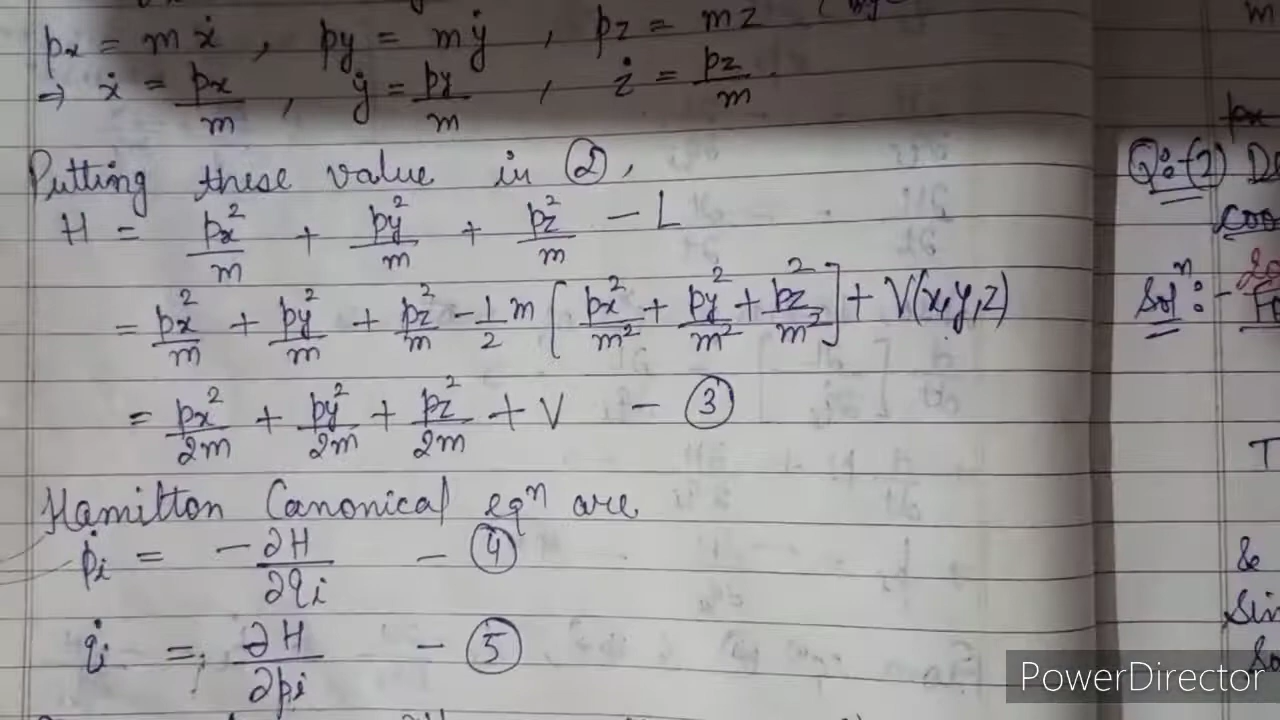 px = mẋ , py = mẏ , pz = mz
⇒ ẋ = px/m , ẏ = py/m , ż = pz/m
Putting these value in ②,
H = px²/m + py²/m + pz²/m − L
= px²/m + py²/m + pz²/m − 1/2 m [px²/m² + py²/m² + pz²/m²] + V(x,y,z)
= px²/2m + py²/2m + pz²/2m + V − ③
Hamilton Canonical eqⁿ are
ṗi = −∂H/∂qi − ④
q̇i = ∂H/∂pi − ⑤
Q:-(2)
Solⁿ:-
&
PowerDirector